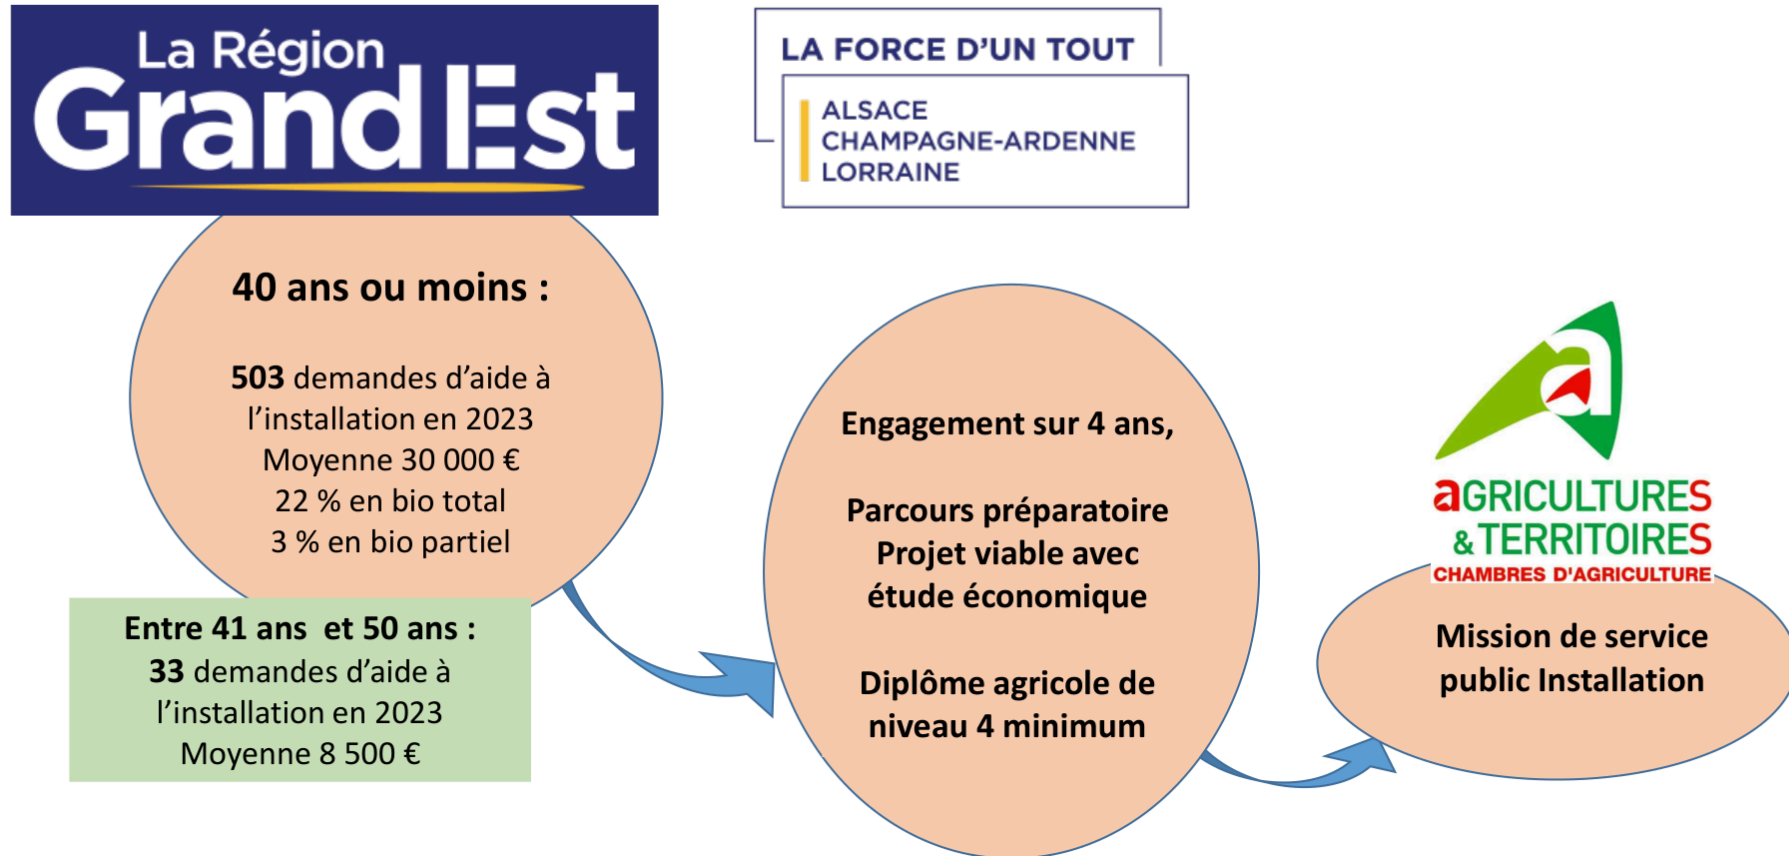 La Région
Grand Est
LA FORCE D'UN TOUT
ALSACE
CHAMPAGNE-ARDENNE
LORRAINE
40 ans ou moins :
503 demandes d’aide à
l’installation en 2023
Moyenne 30 000 €
22 % en bio total
3 % en bio partiel
Entre 41 ans et 50 ans :
33 demandes d’aide à
l’installation en 2023
Moyenne 8 500 €
Engagement sur 4 ans,
Parcours préparatoire
Projet viable avec
étude économique
Diplôme agricole de
niveau 4 minimum
a
aGRICULTURES
& TERRITOIRES
CHAMBRES D'AGRICULTURE
Mission de service
public Installation